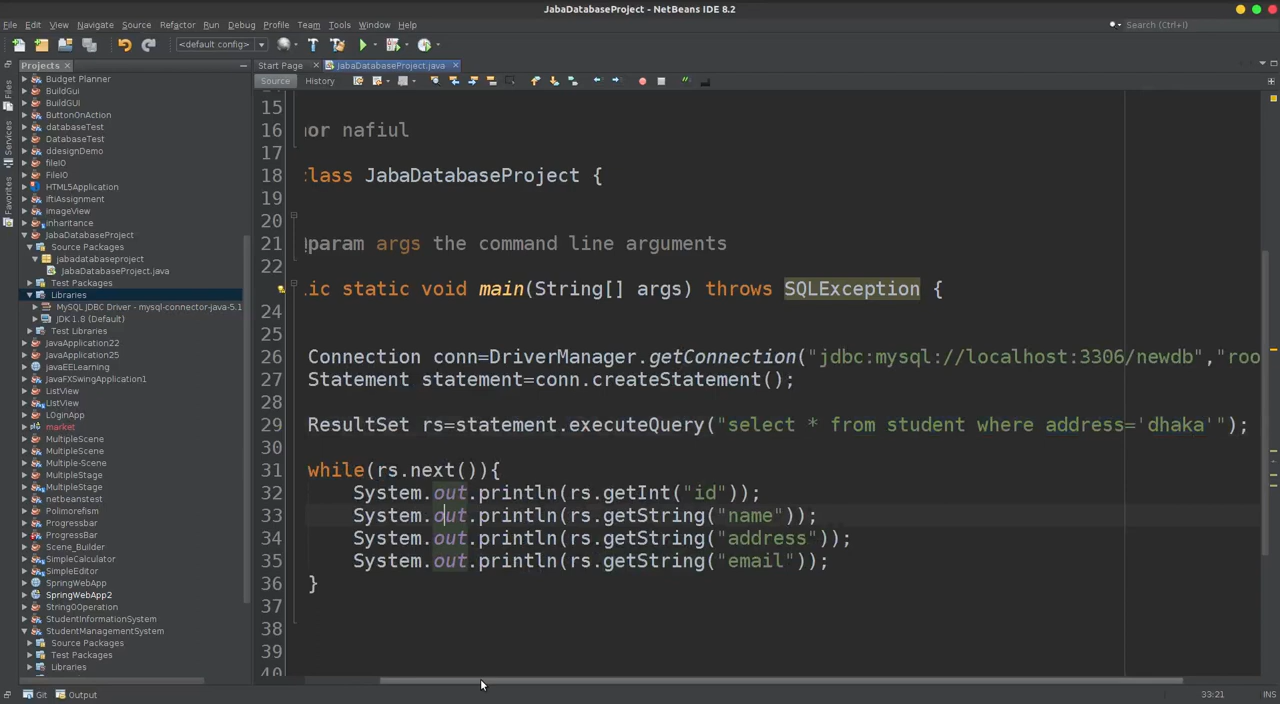 JabaDatabaseProject - NetBeans IDE 8.2
File Edit View Navigate Source Refactor Run Debug Profile Team Tools Window Help
Search (Ctrl+I)
<default config>
Projects
Start Page
JabaDatabaseProject.java
Source History
Files
Services
Favorites
Budget Planner
BuildGui
BuildGUI
ButtonOnAction
databaseTest
DatabaseTest
ddesignDemo
fileIO
FileIO
HTML5Application
iftiAssignment
imageView
inharitance
JabaDatabaseProject
Source Packages
jabadatabaseproject
JabaDatabaseProject.java
Test Packages
Libraries
MySQL JDBC Driver - mysql-connector-java-5.1
JDK 1.8 (Default)
Test Libraries
JavaApplication22
JavaApplication25
javaEELearning
JavaFXSwingApplication1
ListView
LIstView
LOginApp
market
MultipleScene
MultipleScene
Multiple-Scene
MultipleStage
MultipleStage
netbeanstest
Polimorefism
Progressbar
ProgressBar
Scene_Builder
SimpleCalculator
SimpleEditor
SpringWebApp
SpringWebApp2
StringOOperation
StudentInformationSystem
StudentManagementSystem
Source Packages
Test Packages
Libraries
15
16 or nafiul
17
18 lass JabaDatabaseProject {
19
20
21 param args the command line arguments
22
ic static void main(String[] args) throws SQLException {
24
25
26 Connection conn=DriverManager.getConnection("jdbc:mysql://localhost:3306/newdb","roo
27 Statement statement=conn.createStatement();
28
29 ResultSet rs=statement.executeQuery("select * from student where address='dhaka'");
30
31 while(rs.next()){
32 System.out.println(rs.getInt("id"));
33 System.out.println(rs.getString("name"));
34 System.out.println(rs.getString("address"));
35 System.out.println(rs.getString("email"));
36 }
37
38
39
40
Git Output
33:21 INS